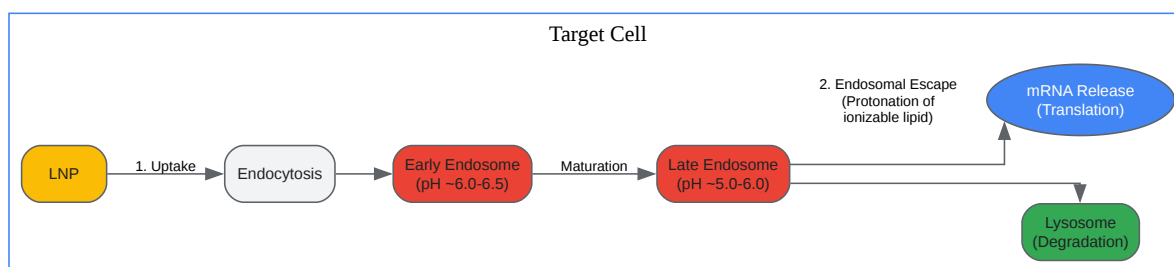 Target Cell
LNP
1. Uptake
Endocytosis
Early Endosome
(pH ~6.0-6.5)
Maturation
Late Endosome
(pH ~5.0-6.0)
2. Endosomal Escape
(Protonation of
ionizable lipid)
mRNA Release
(Translation)
Lysosome
(Degradation)